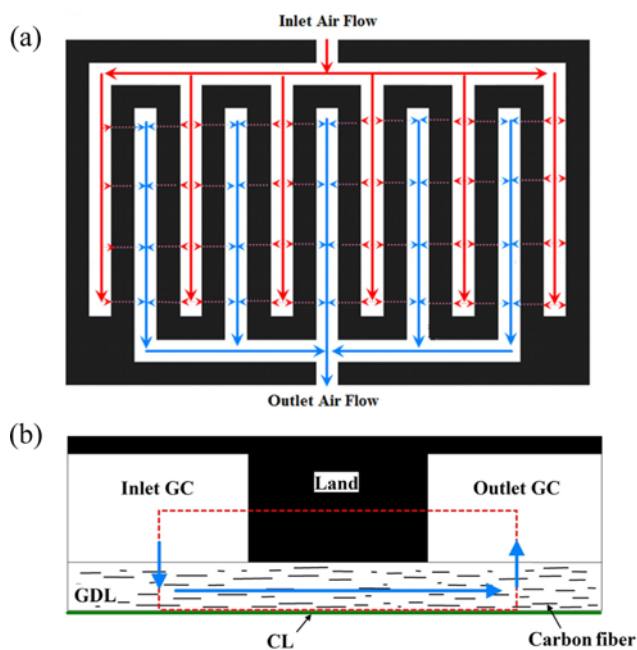 (a)
Inlet Air Flow
Outlet Air Flow
(b)
Inlet GC
Land
Outlet GC
GDL
CL
Carbon fiber